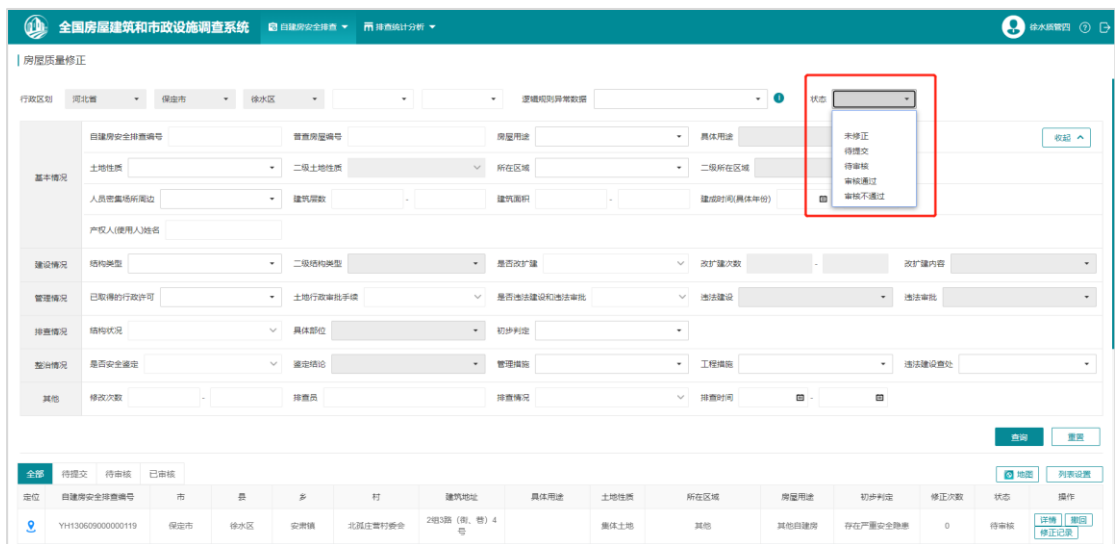 全国房屋建筑和市政设施调查系统 自建房安全排查 排查统计分析 徐水质管四
房屋质量修正
行政区划 河北省 保定市 徐水区 逻辑规则异常数据 状态
未修正
待提交
待审核
审核通过
审核不通过
基本情况 自建房安全排查编号 普查房屋编号 房屋用途 具体用途 收起
土地性质 二级土地性质 所在区域 二级所在区域
人员密集场所周边 建筑层数 - 建筑面积 - 建成时间(具体年份)
产权人(使用人)姓名
建设情况 结构类型 二级结构类型 是否改扩建 改扩建次数 - 改扩建内容
管理情况 已取得的行政许可 土地行政审批手续 是否违法建设和违法审批 违法建设 违法审批
排查情况 结构状况 具体部位 初步判定
整治情况 是否安全鉴定 鉴定结论 管理措施 工程措施 违法建设查处
其他 修改次数 - 排查员 排查情况 排查时间 -
查询 重置
全部 待提交 待审核 已审核 地图 列表设置
定位 自建房安全排查编号 市 县 乡 村 建筑地址 具体用途 土地性质 所在区域 房屋用途 初步判定 修正次数 状态 操作
YH130609000000119 保定市 徐水区 安肃镇 北孤庄营村委会 2组3路（街、巷）4号 集体土地 其他 其他自建房 存在严重安全隐患 0 待审核 详情 撤回 修正记录